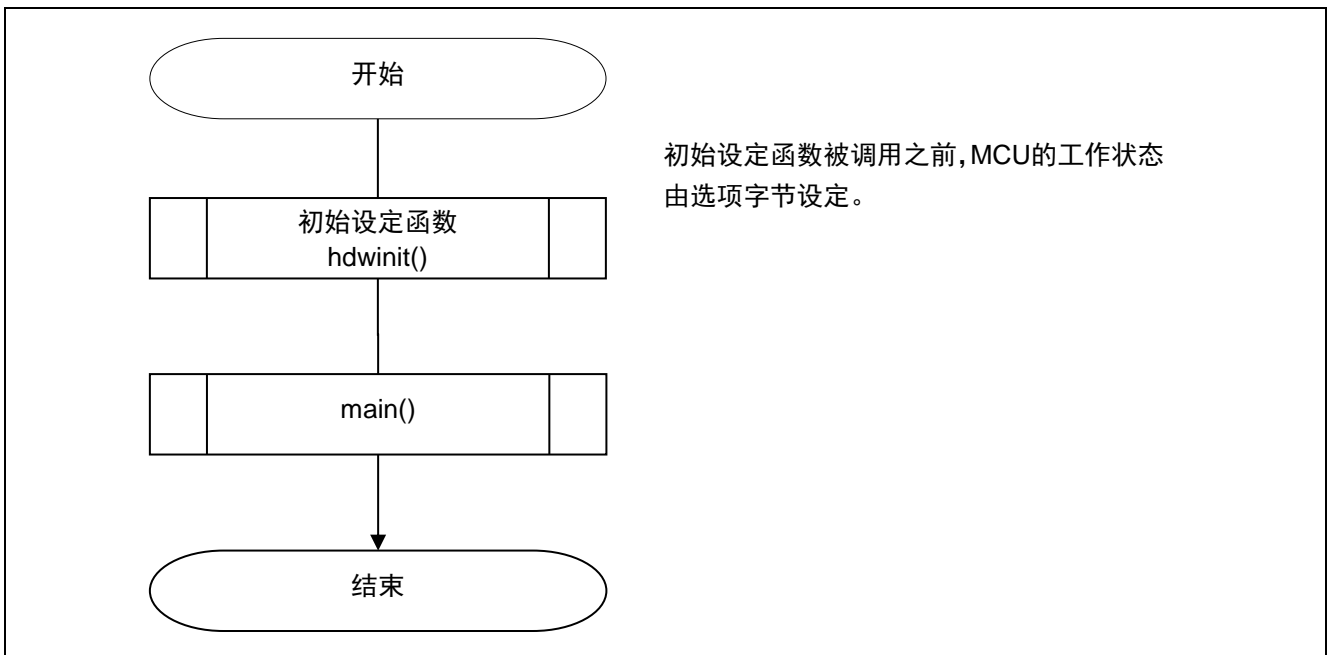 开始
初始设定函数被调用之前,MCU的工作状态
由选项字节设定。
初始设定函数
hdwinit()
main()
结束